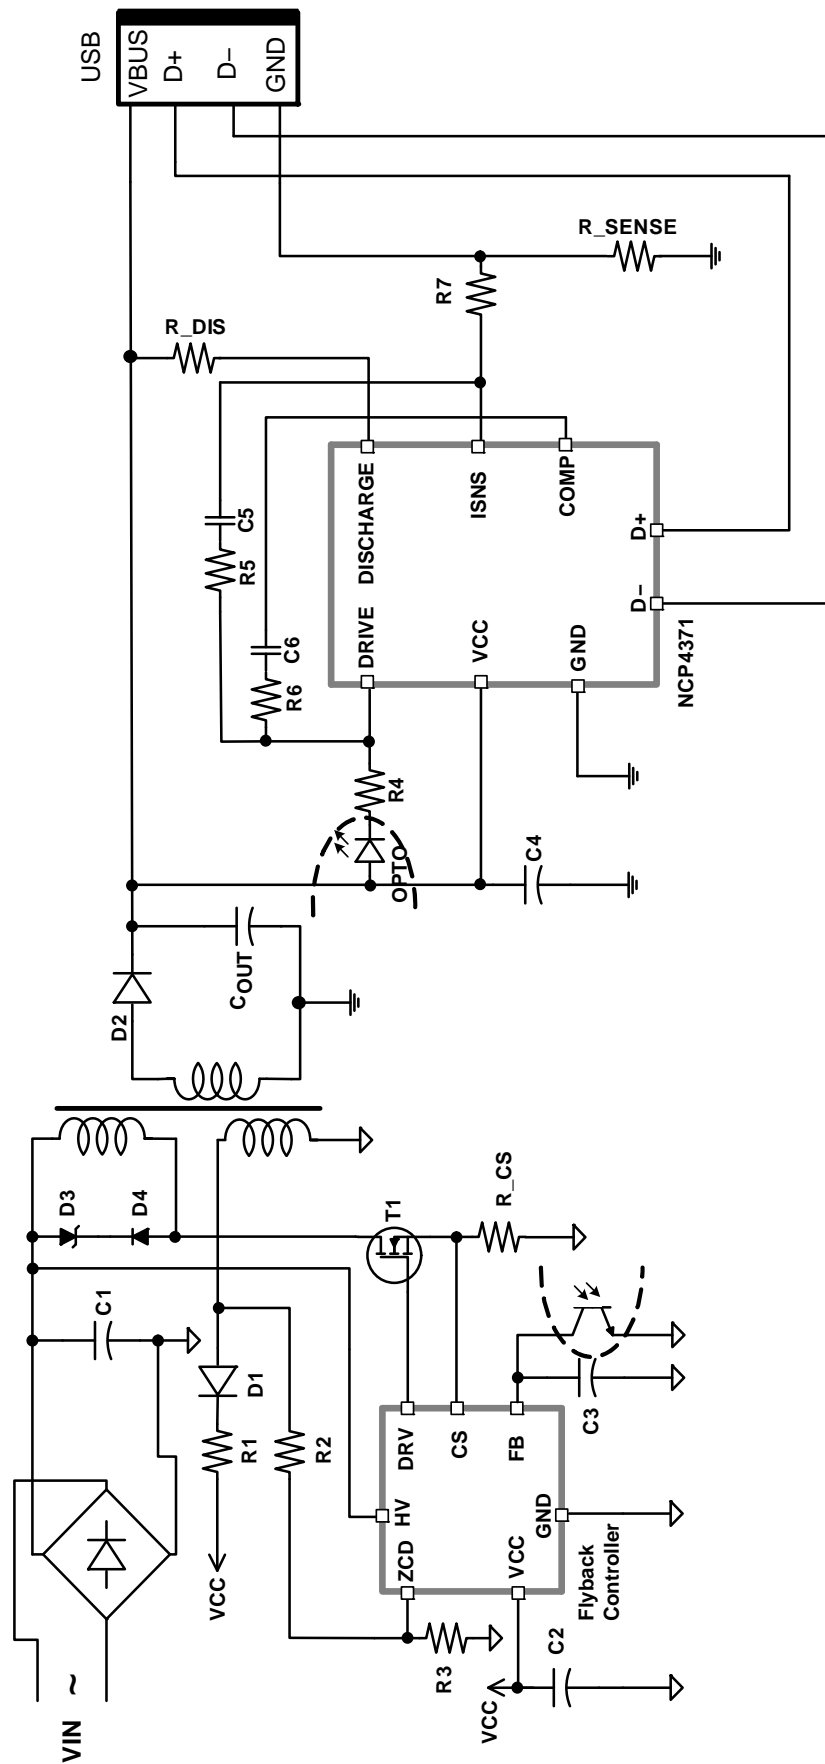 VIN ~
C1
D3
D4
D2
COUT
VCC
R1
D1
R2
R3
VCC
C2
ZCD
HV
DRV
CS
FB
GND
VCC
Flyback
Controller
T1
R_CS
C3
OPTO
R4
C4
R6
C6
R5
C5
R_DIS
DRIVE
DISCHARGE
VCC
ISNS
GND
COMP
D−
D+
NCP4371
R7
R_SENSE
USB
VBUS
D+
D−
GND